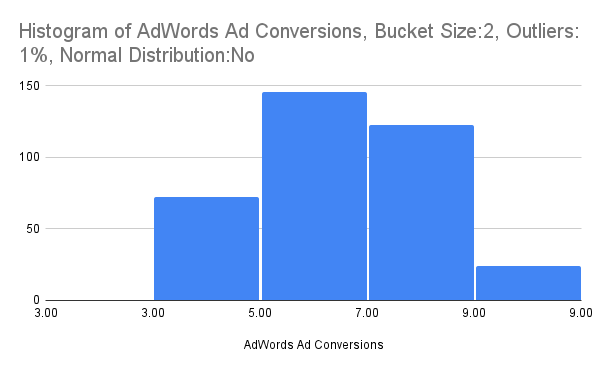 Histogram of AdWords Ad Conversions, Bucket Size:2, Outliers:
1%, Normal Distribution:No
150
100
50
0
3.00 3.00 5.00 7.00 9.00 9.00
AdWords Ad Conversions